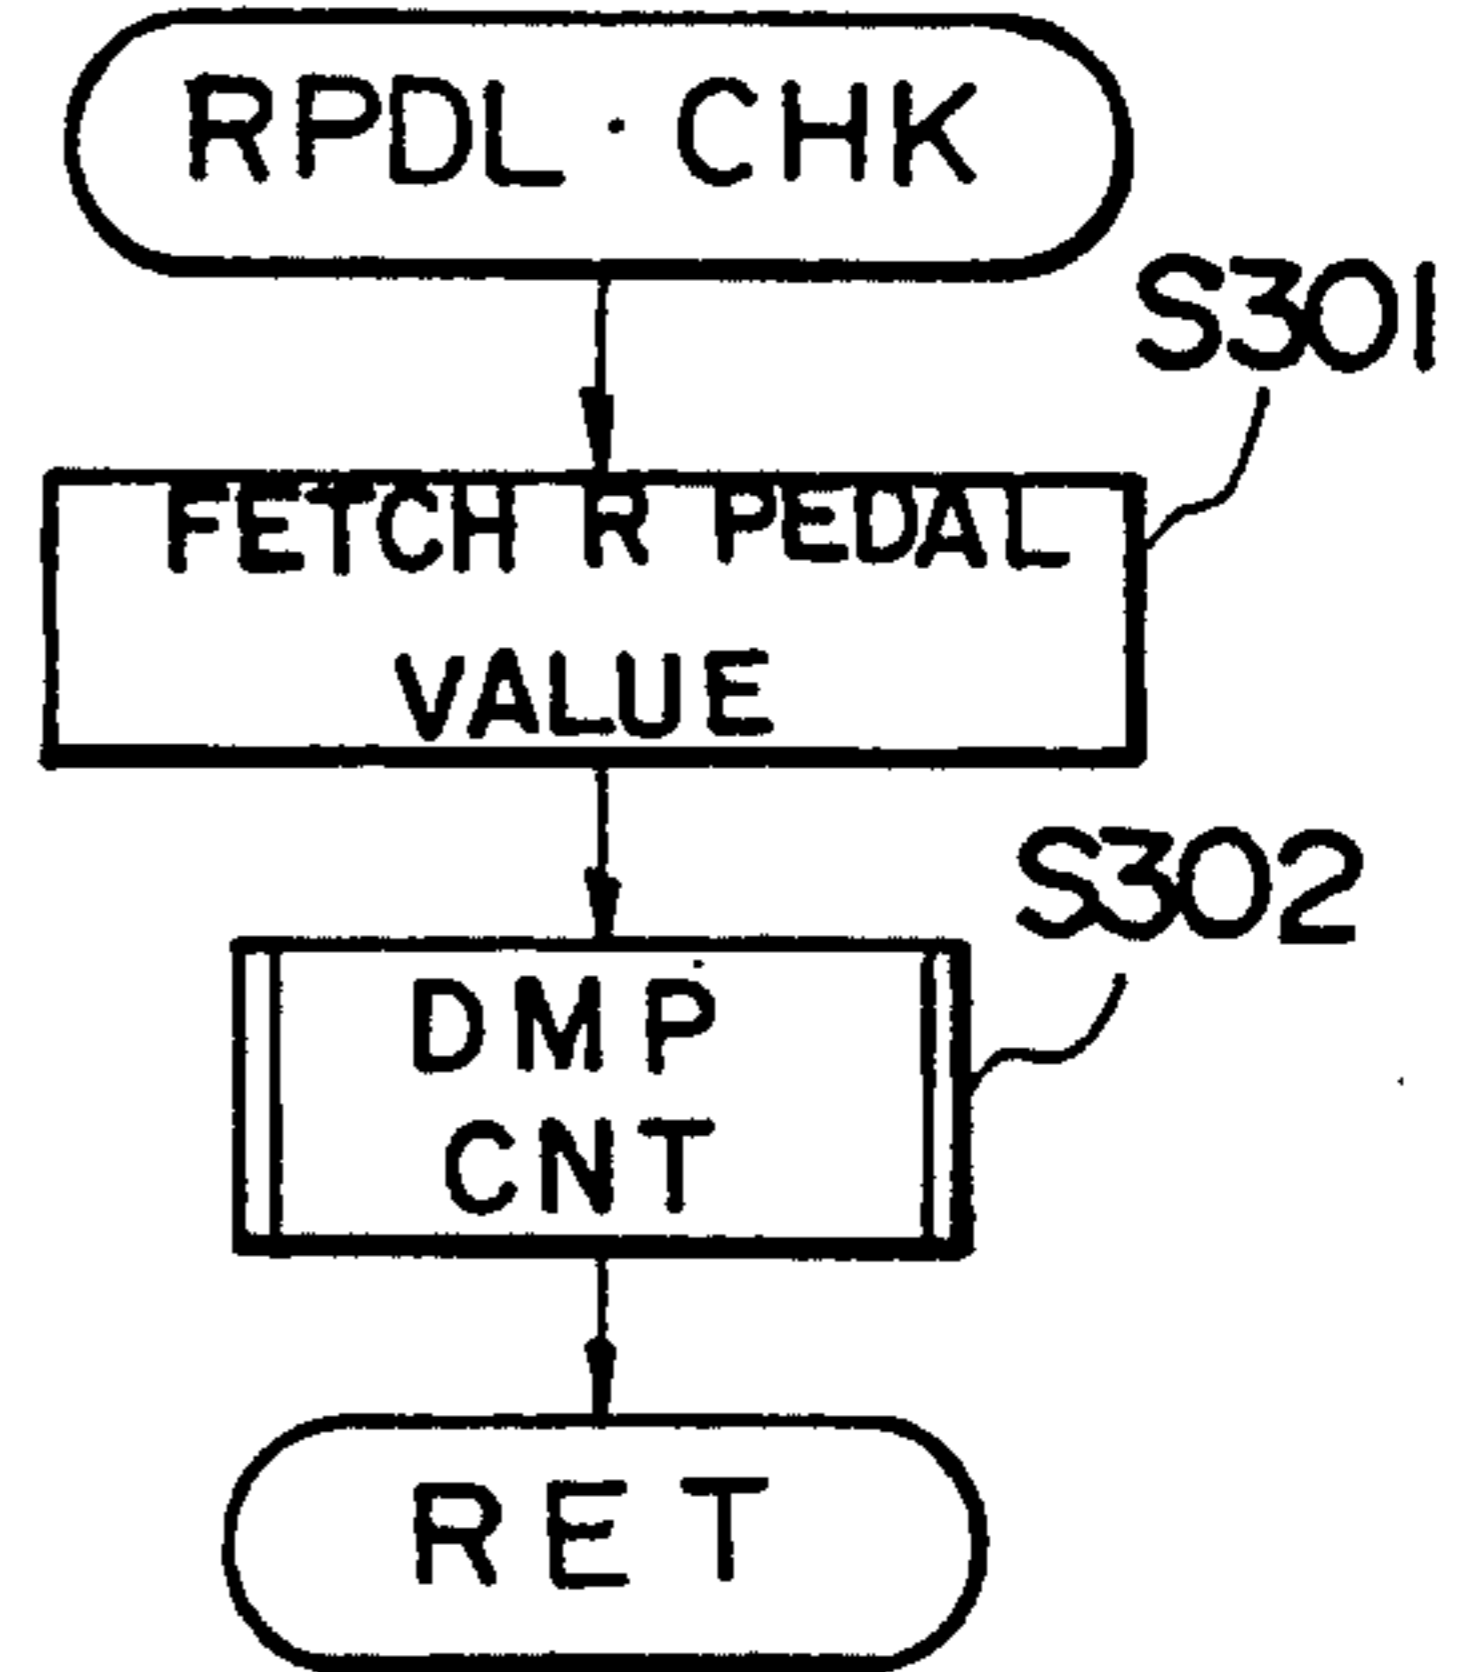 RPDL · CHK
S301
FETCH R PEDAL
VALUE
S302
DMP
CNT
RET